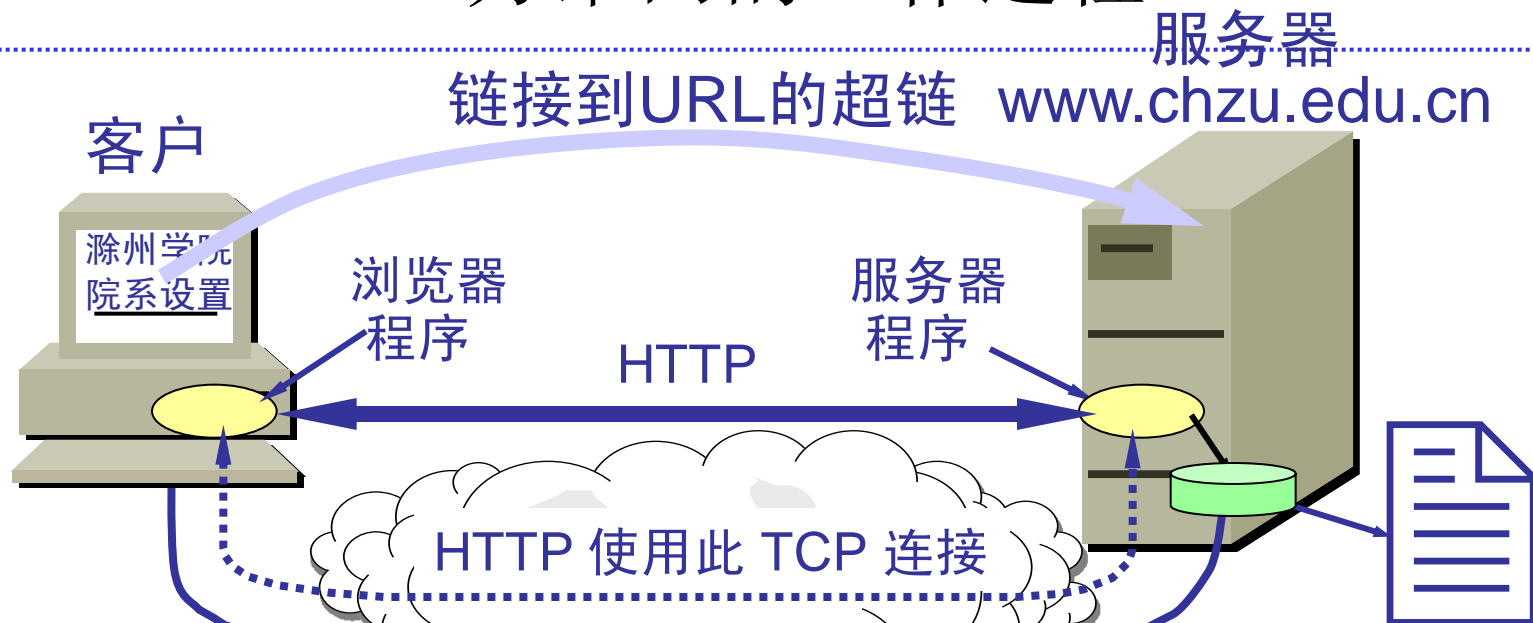 服务器
链接到URL的超链
www.chzu.edu.cn
客户
滁州学院
院系设置
浏览器
程序
服务器
程序
HTTP
HTTP 使用此 TCP 连接